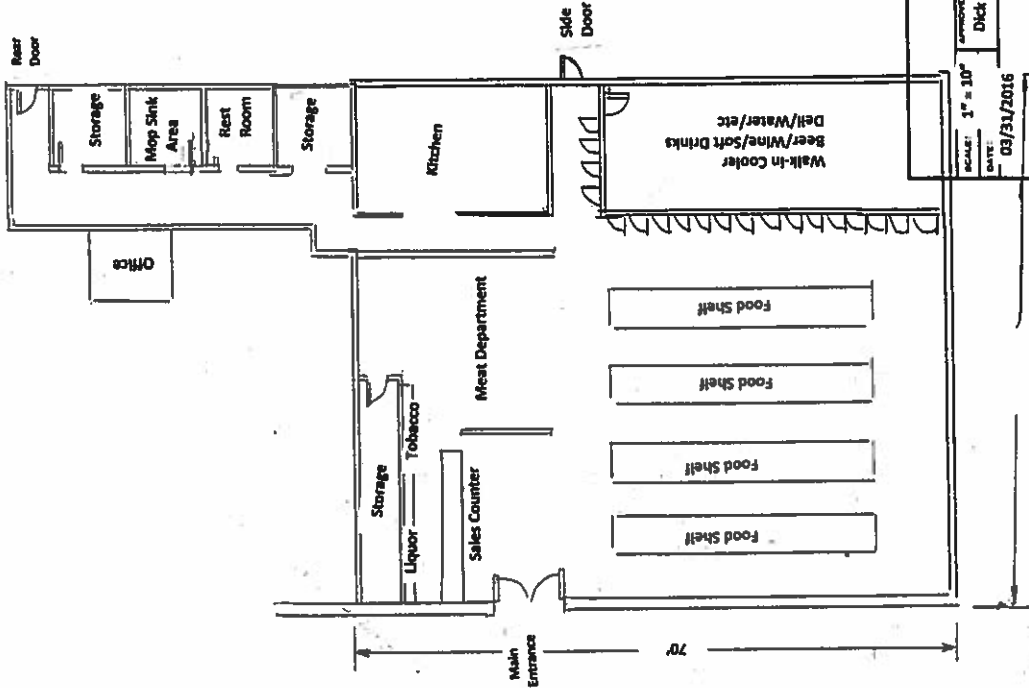 Rear
Door
Storage
Mop Sink
Area
Rest
Room
Storage
Office
Kitchen
Side
Door
Walk-in Cooler
Beer/Wine/Soft Drinks
Deli/Water/etc
Meat Department
Storage
Liquor
Tobacco
Sales Counter
Food Shelf
Food Shelf
Food Shelf
Food Shelf
Main
Entrance
70'
SCALE: 1" = 10"
APPROVE
Dick
DATE:
03/31/2016